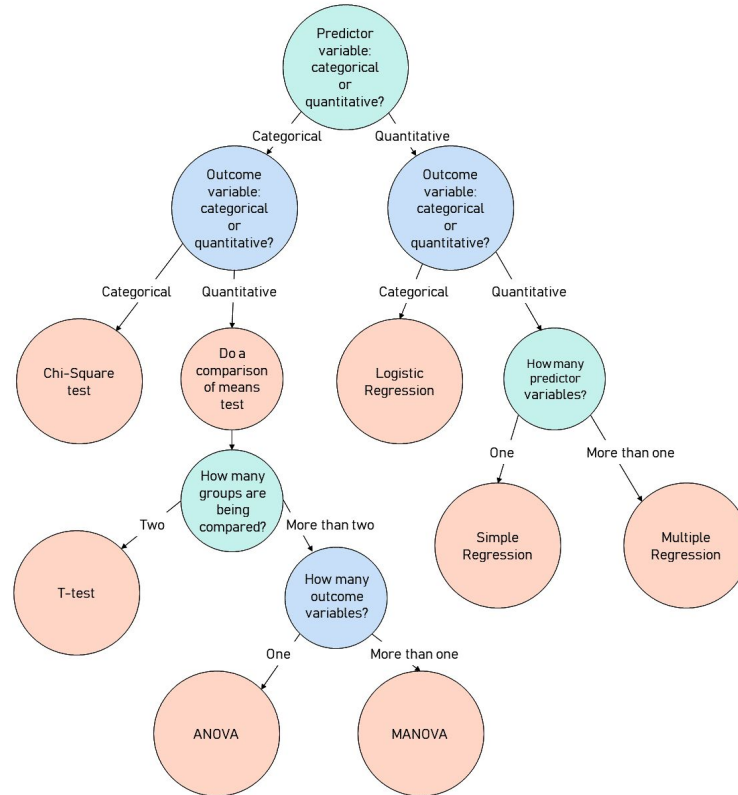 Predictor
variable:
categorical
or
quantitative?
Categorical
Quantitative
Outcome
variable:
categorical
or
quantitative?
Outcome
variable:
categorical
or
quantitative?
Categorical
Quantitative
Categorical
Quantitative
Chi-Square
test
Do a
comparison
of means
test
Logistic
Regression
How many
predictor
variables?
How many
groups are
being
compared?
One
More than one
Two
More than two
Simple
Regression
Multiple
Regression
T-test
How many
outcome
variables?
One
More than one
ANOVA
MANOVA